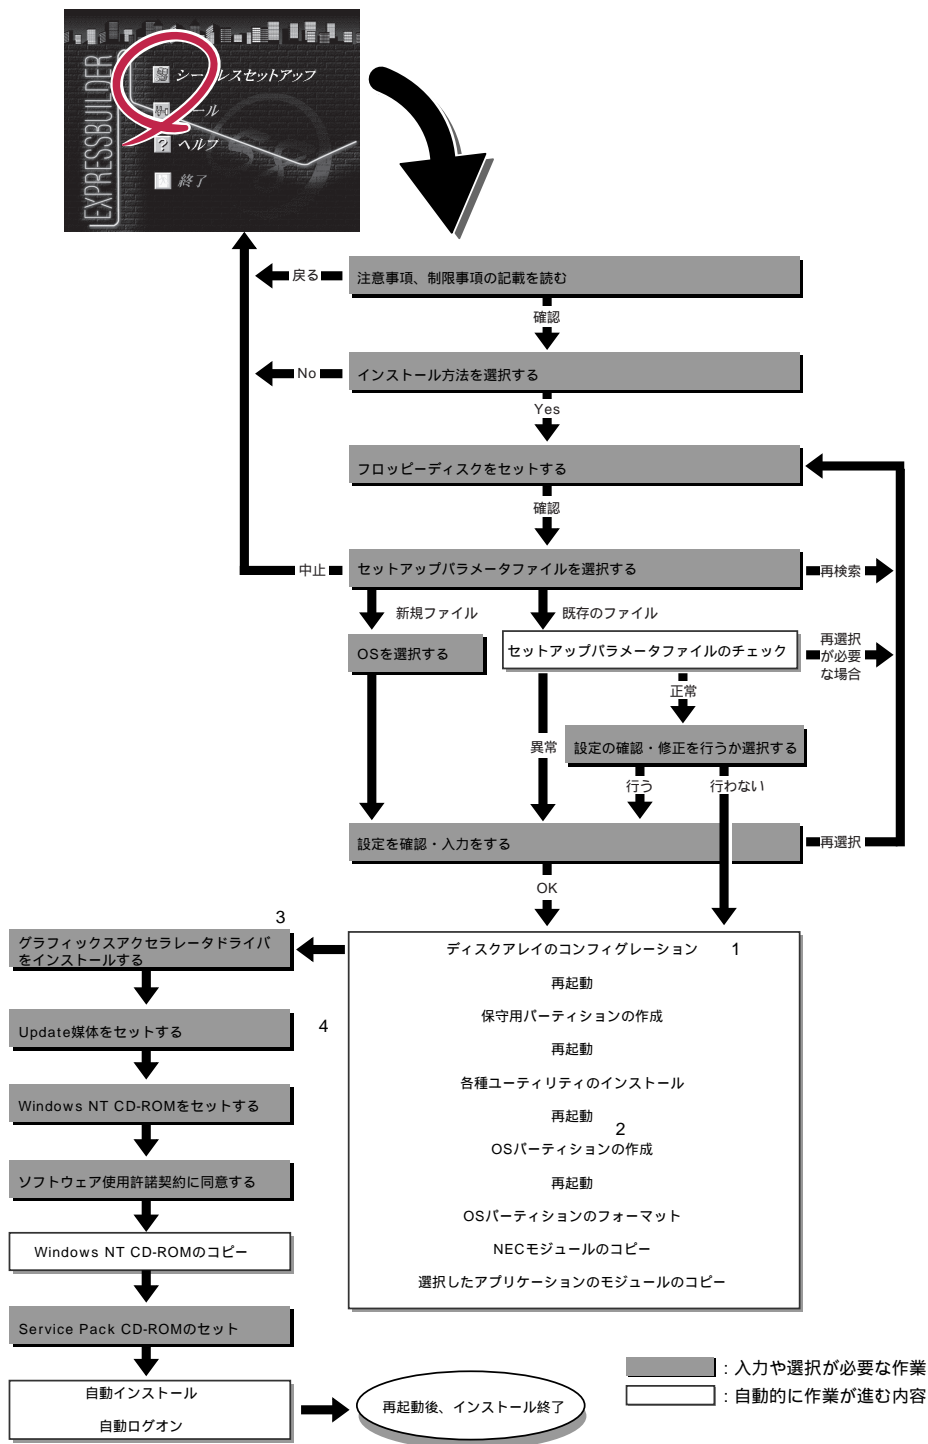 EXPRESSBUILDER
シームレスセットアップ
ツール
ヘルプ
終了
戻る
注意事項、制限事項の記載を読む
確認
No
インストール方法を選択する
Yes
フロッピーディスクをセットする
確認
中止
セットアップパラメータファイルを選択する
再検索
新規ファイル
既存のファイル
OSを選択する
セットアップパラメータファイルのチェック
再選択
が必要
な場合
正常
異常
設定の確認・修正を行うか選択する
行う
行わない
設定を確認・入力をする
再選択
OK
3
グラフィックスアクセラレータドライバ
をインストールする
4
Update媒体をセットする
Windows NT CD-ROMをセットする
ソフトウェア使用許諾契約に同意する
Windows NT CD-ROMのコピー
Service Pack CD-ROMのセット
自動インストール
自動ログオン
再起動後、インストール終了
ディスクアレイのコンフィグレーション 1
再起動
保守用パーティションの作成
再起動
各種ユーティリティのインストール
再起動
2
OSパーティションの作成
再起動
OSパーティションのフォーマット
NECモジュールのコピー
選択したアプリケーションのモジュールのコピー
：入力や選択が必要な作業
：自動的に作業が進む内容